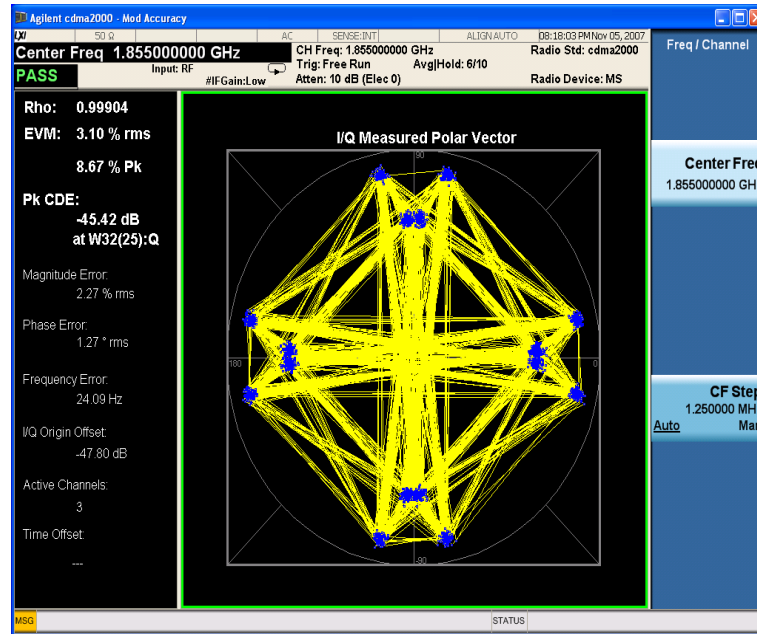 Agilent cdma2000 - Mod Accuracy
LXI 50 Ω AC SENSE:INT ALIGNAUTO 08:18:03 PM Nov 05, 2007
Center Freq 1.855000000 GHz
CH Freq: 1.855000000 GHz
Radio Std: cdma2000
Input: RF
Trig: Free Run Avg|Hold: 6/10
PASS
#IFGain:Low
Atten: 10 dB (Elec 0)
Radio Device: MS
Freq / Channel
Rho: 0.99904
EVM: 3.10 % rms
8.67 % Pk
Pk CDE:
-45.42 dB
at W32(25):Q
Magnitude Error:
2.27 % rms
Phase Error:
1.27 ° rms
Frequency Error:
24.09 Hz
I/Q Origin Offset:
-47.80 dB
Active Channels:
3
Time Offset:
---
I/Q Measured Polar Vector
90
180
0
-90
Center Fre
1.855000000 GH
CF Step
1.250000 MH
Auto Ma
MSG
STATUS